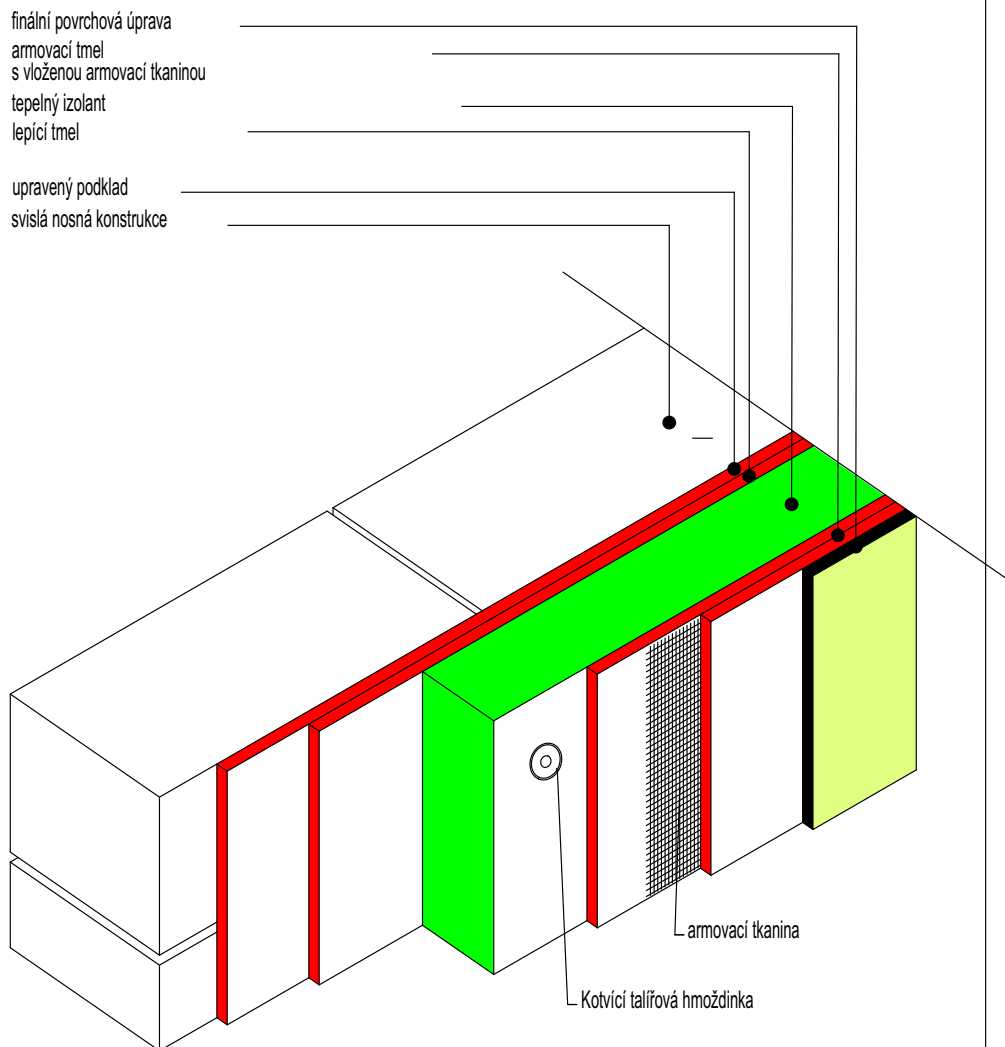 finální povrchová úprava
armovací tmel
s vloženou armovací tkaninou
tepelný izolant
lepící tmel
upravený podklad
svislá nosná konstrukce
armovací tkanina
Kotvící talířová hmoždinka